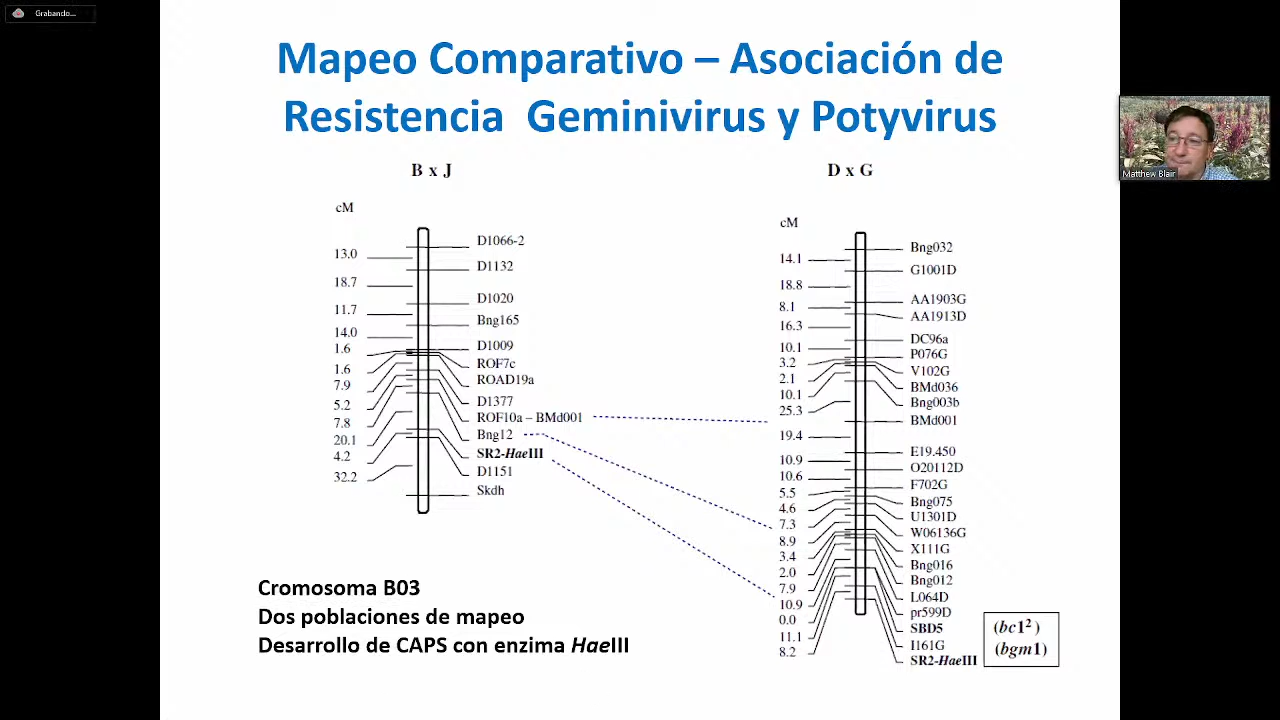 Grabando...
Mapeo Comparativo – Asociación de
Resistencia Geminivirus y Potyvirus
Matthew Blair
B x J
cM
13.0
18.7
11.7
14.0
1.6
1.6
7.9
5.2
7.8
20.1
4.2
32.2
D1066-2
D1132
D1020
Bng165
D1009
ROF7c
ROAD19a
D1377
ROF10a – BMd001
Bng12
SR2-HaeIII
D1151
Skdh
D x G
cM
14.1
18.8
8.1
16.3
10.1
3.2
2.1
10.1
25.3
19.4
10.9
10.6
5.5
4.6
7.3
8.9
3.4
2.0
7.9
10.9
0.0
11.1
8.2
Bng032
G1001D
AA1903G
AA1913D
DC96a
P076G
V102G
BMd036
Bng003b
BMd001
E19.450
O20112D
F702G
Bng075
U1301D
W06136G
X111G
Bng016
Bng012
L064D
pr599D
SBD5
I161G
SR2-HaeIII
(bc1²)
(bgm1)
Cromosoma B03
Dos poblaciones de mapeo
Desarrollo de CAPS con enzima HaeIII